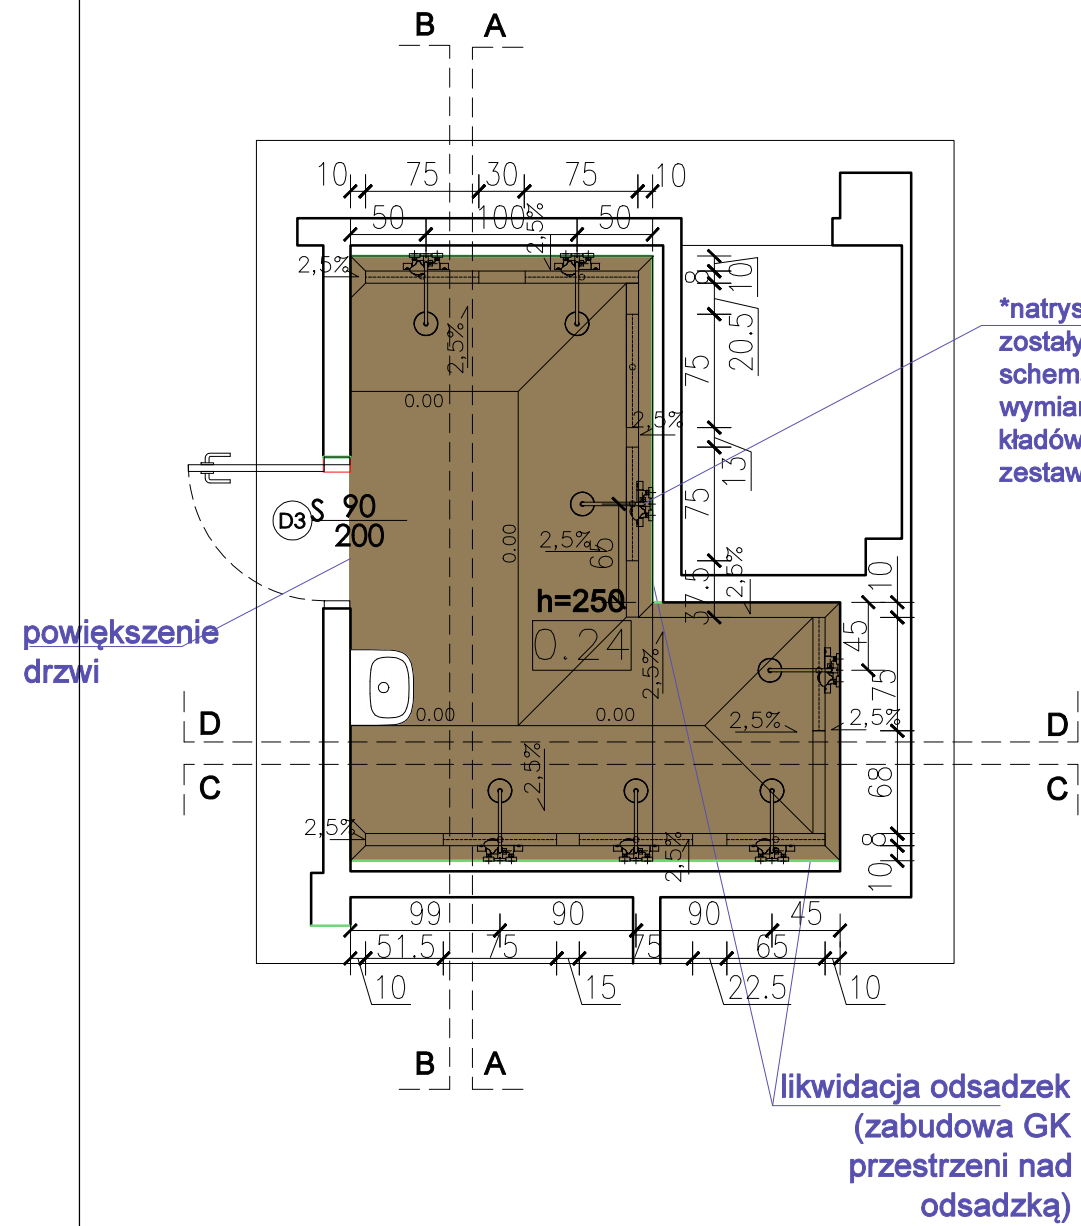 B A
10 75 30 75 10
50 100 50
2,5%
2,5%
8 10
20.5
*natrys
zostały
schem
wymiar
kładów
zestaw
2,5%
75
0.00
2,5%
13
D3 S 90
200
0.00
2,5%
65
75
2,5%
37.5
10
h=250
0.24
powiększenie
drzwi
45
2,5%
75
0.00 0.00
2,5% 2,5%
D D
C C
2,5%
68
2,5%
2,5%
8
10
99 90 90 45
51.5 75 75 65
10 15 22.5 10
B A
likwidacja odsadzek
(zabudowa GK
przestrzeni nad
odsadzką)